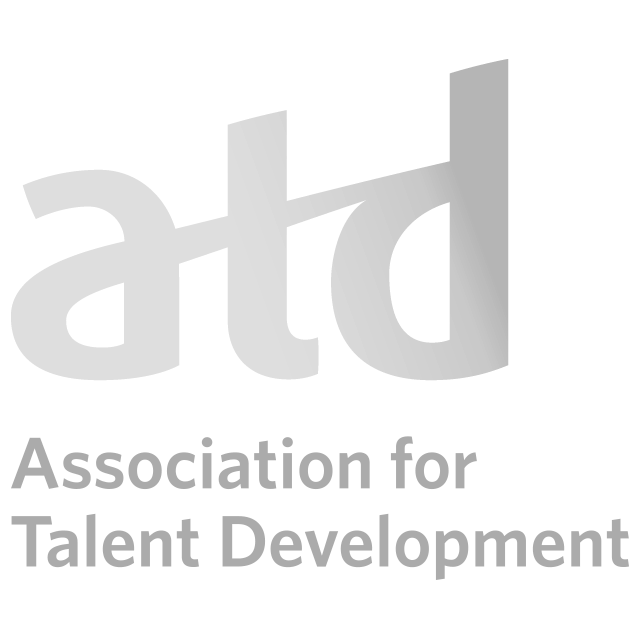 atd
Association for
Talent Development